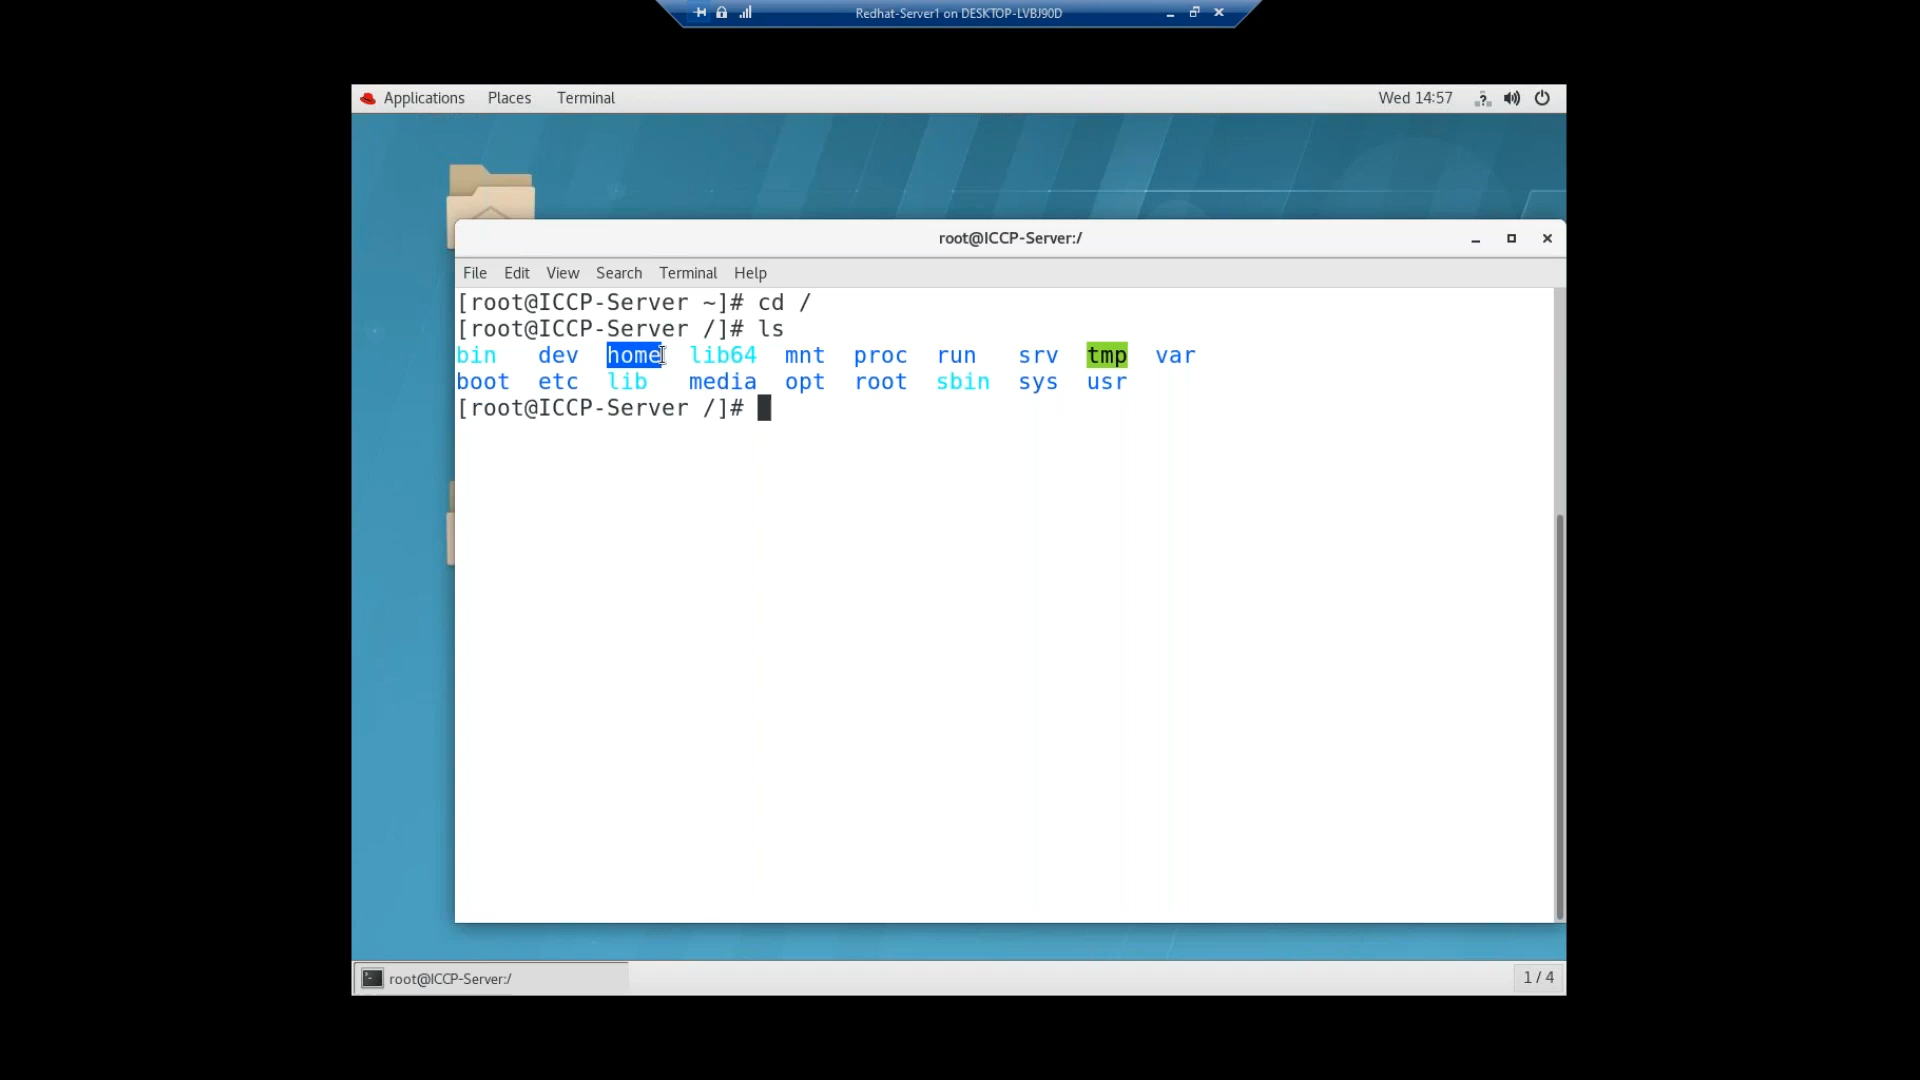 Redhat-Server1 on DESKTOP-LVBJ90D
Applications Places Terminal Wed 14:57
root@ICCP-Server:/
File Edit View Search Terminal Help
[root@ICCP-Server ~]# cd /
[root@ICCP-Server /]# ls
bin dev home lib64 mnt proc run srv tmp var
boot etc lib media opt root sbin sys usr
[root@ICCP-Server /]#
root@ICCP-Server:/ 1 / 4